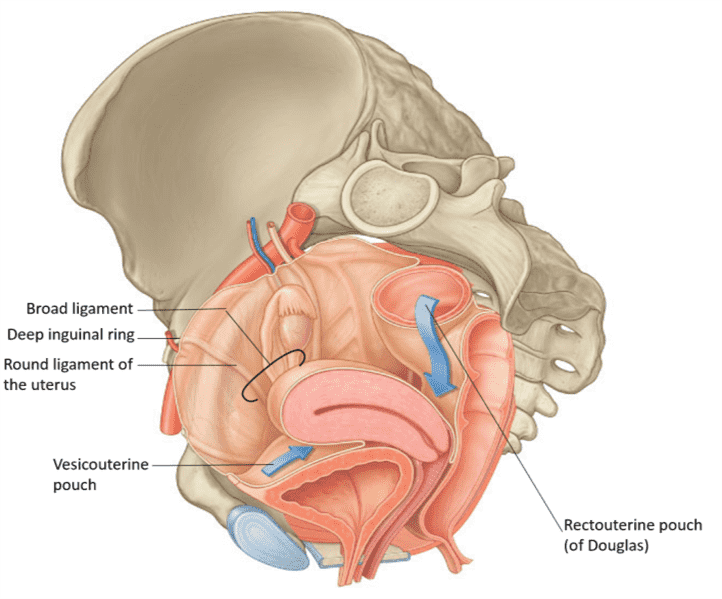 Broad ligament
Deep inguinal ring
Round ligament of
the uterus
Vesicouterine
pouch
Rectouterine pouch
(of Douglas)